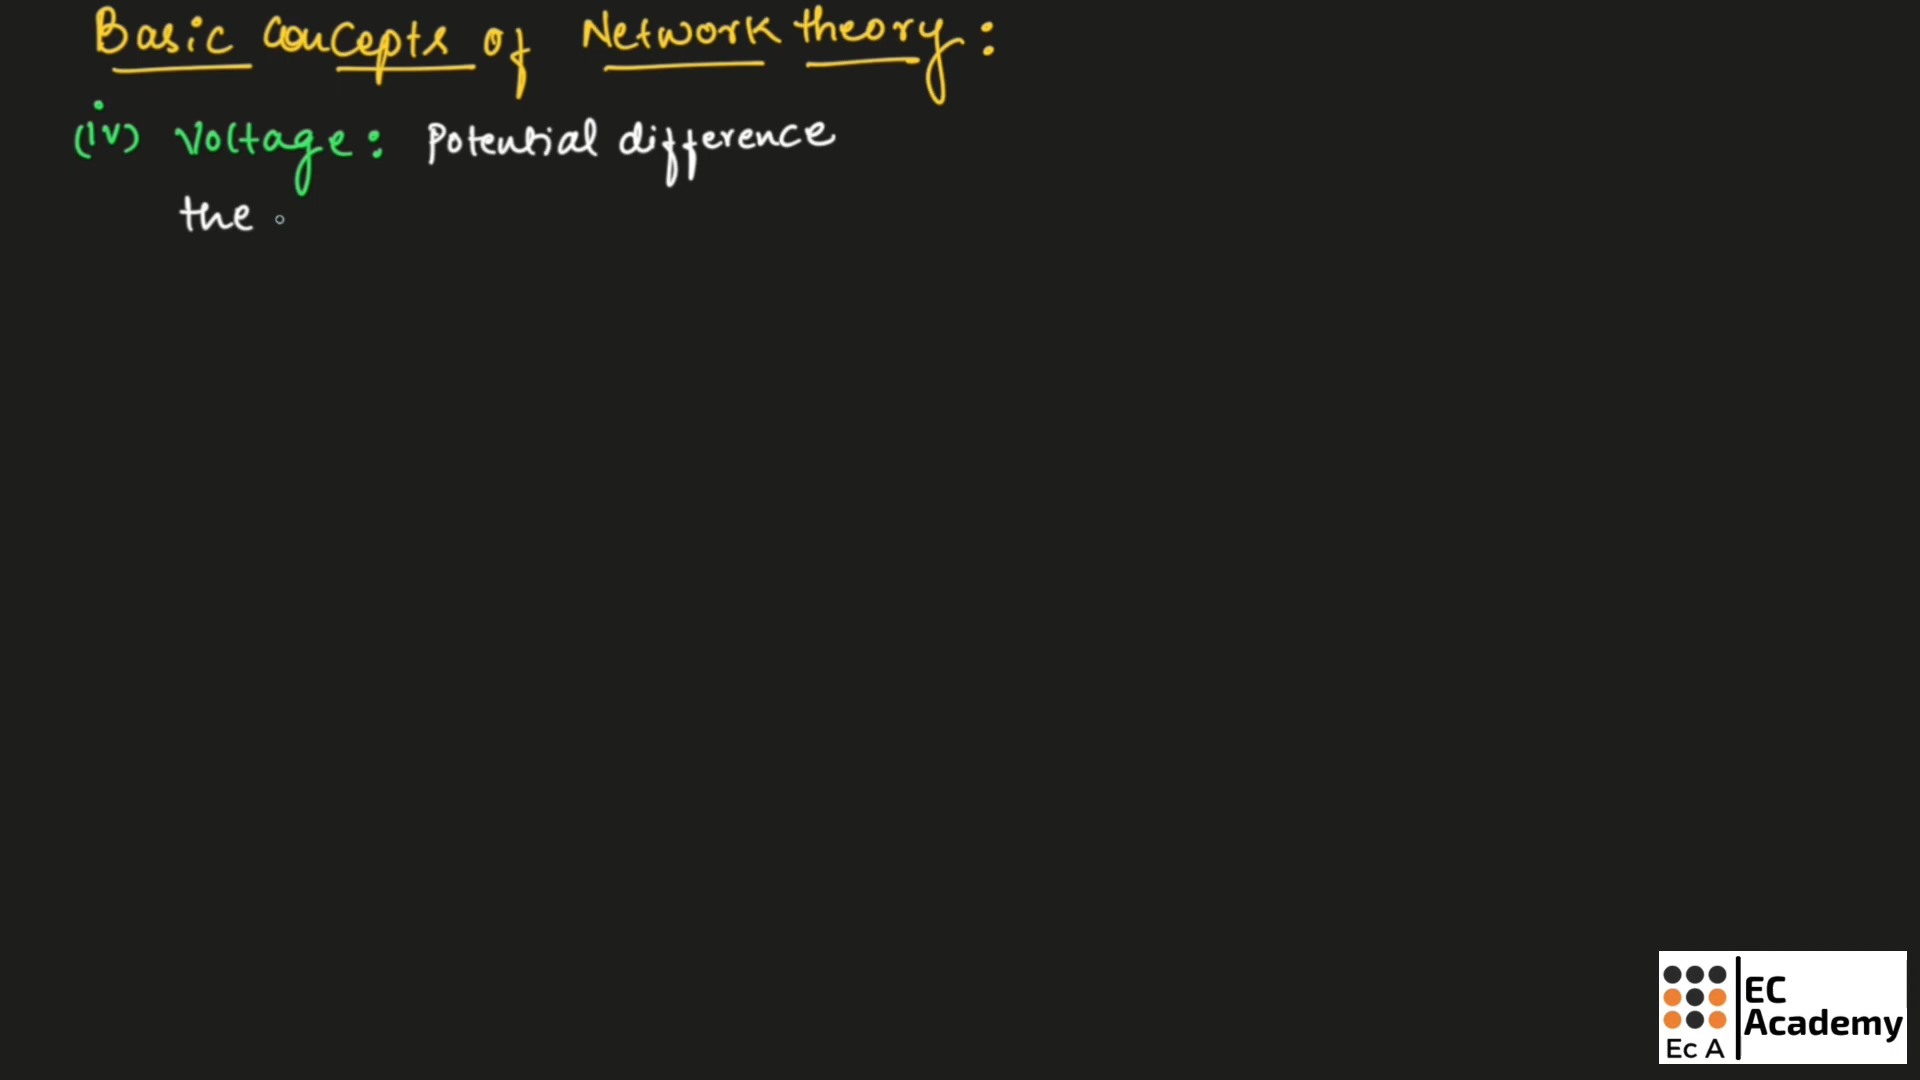 Basic Concepts of Network theory:
(iv) Voltage: Potential difference
the
EC
Academy
Ec A